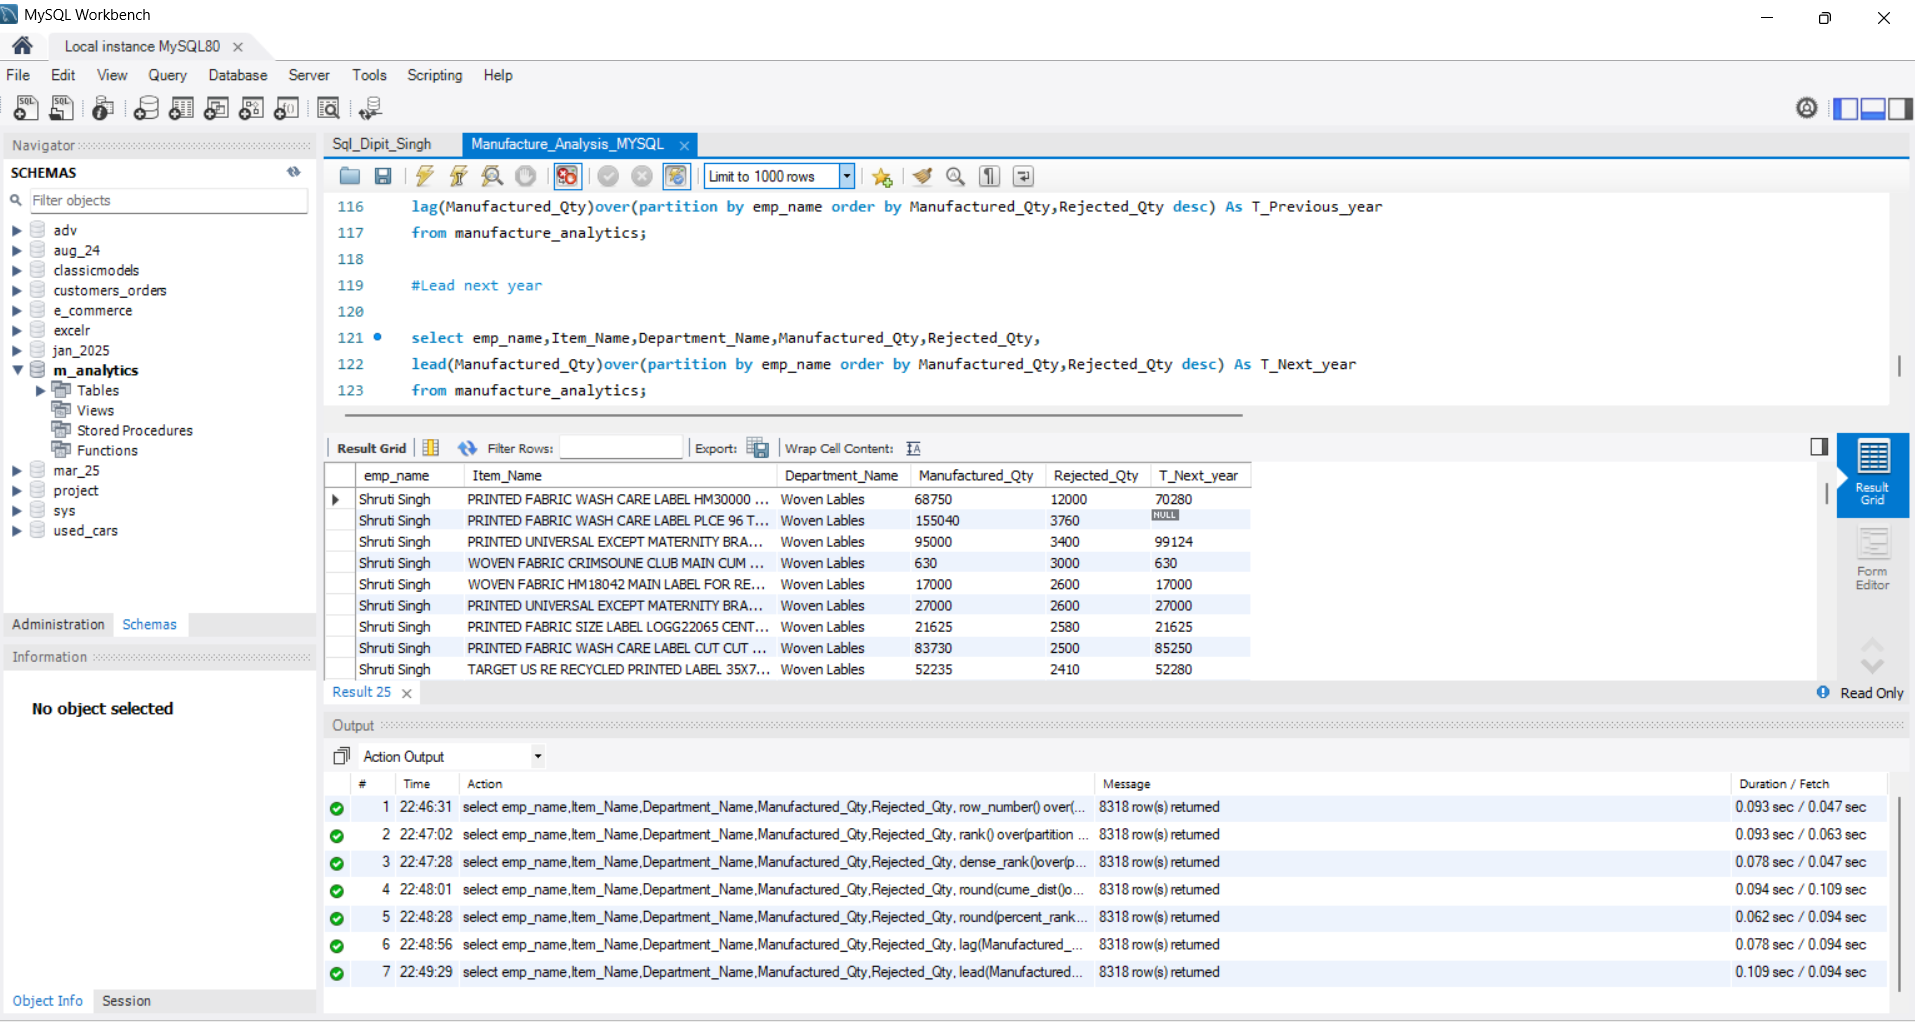 MySQL Workbench
Local instance MySQL80
File Edit View Query Database Server Tools Scripting Help
Navigator
SCHEMAS
Filter objects
adv
aug_24
classicmodels
customers_orders
e_commerce
excelr
jan_2025
m_analytics
Tables
Views
Stored Procedures
Functions
mar_25
project
sys
used_cars
Administration Schemas
Information
No object selected
Object Info Session
Sql_Dipit_Singh Manufacture_Analysis_MYSQL
Limit to 1000 rows
116 lag(Manufactured_Qty)over(partition by emp_name order by Manufactured_Qty,Rejected_Qty desc) As T_Previous_year
117 from manufacture_analytics;
118
119 #Lead next year
120
121 select emp_name,Item_Name,Department_Name,Manufactured_Qty,Rejected_Qty,
122 lead(Manufactured_Qty)over(partition by emp_name order by Manufactured_Qty,Rejected_Qty desc) As T_Next_year
123 from manufacture_analytics;
Result Grid Filter Rows: Export: Wrap Cell Content:
emp_name Item_Name Department_Name Manufactured_Qty Rejected_Qty T_Next_year
Shruti Singh PRINTED FABRIC WASH CARE LABEL HM30000 ... Woven Lables 68750 12000 70280
Shruti Singh PRINTED FABRIC WASH CARE LABEL PLCE 96 T... Woven Lables 155040 3760 NULL
Shruti Singh PRINTED UNIVERSAL EXCEPT MATERNITY BRA... Woven Lables 95000 3400 99124
Shruti Singh WOVEN FABRIC CRIMSOUNE CLUB MAIN CUM ... Woven Lables 630 3000 630
Shruti Singh WOVEN FABRIC HM18042 MAIN LABEL FOR RE... Woven Lables 17000 2600 17000
Shruti Singh PRINTED UNIVERSAL EXCEPT MATERNITY BRA... Woven Lables 27000 2600 27000
Shruti Singh PRINTED FABRIC SIZE LABEL LOGG22065 CENT... Woven Lables 21625 2580 21625
Shruti Singh PRINTED FABRIC WASH CARE LABEL CUT CUT ... Woven Lables 83730 2500 85250
Shruti Singh TARGET US RE RECYCLED PRINTED LABEL 35X7... Woven Lables 52235 2410 52280
Result Grid
Form Editor
Result 25
Read Only
Output
Action Output
# Time Action Message Duration / Fetch
1 22:46:31 select emp_name,Item_Name,Department_Name,Manufactured_Qty,Rejected_Qty, row_number() over(... 8318 row(s) returned 0.093 sec / 0.047 sec
2 22:47:02 select emp_name,Item_Name,Department_Name,Manufactured_Qty,Rejected_Qty, rank() over(partition ... 8318 row(s) returned 0.093 sec / 0.063 sec
3 22:47:28 select emp_name,Item_Name,Department_Name,Manufactured_Qty,Rejected_Qty, dense_rank()over(p... 8318 row(s) returned 0.078 sec / 0.047 sec
4 22:48:01 select emp_name,Item_Name,Department_Name,Manufactured_Qty,Rejected_Qty, round(cume_dist()o... 8318 row(s) returned 0.094 sec / 0.109 sec
5 22:48:28 select emp_name,Item_Name,Department_Name,Manufactured_Qty,Rejected_Qty, round(percent_rank... 8318 row(s) returned 0.062 sec / 0.094 sec
6 22:48:56 select emp_name,Item_Name,Department_Name,Manufactured_Qty,Rejected_Qty, lag(Manufactured_... 8318 row(s) returned 0.078 sec / 0.094 sec
7 22:49:29 select emp_name,Item_Name,Department_Name,Manufactured_Qty,Rejected_Qty, lead(Manufactured... 8318 row(s) returned 0.109 sec / 0.094 sec